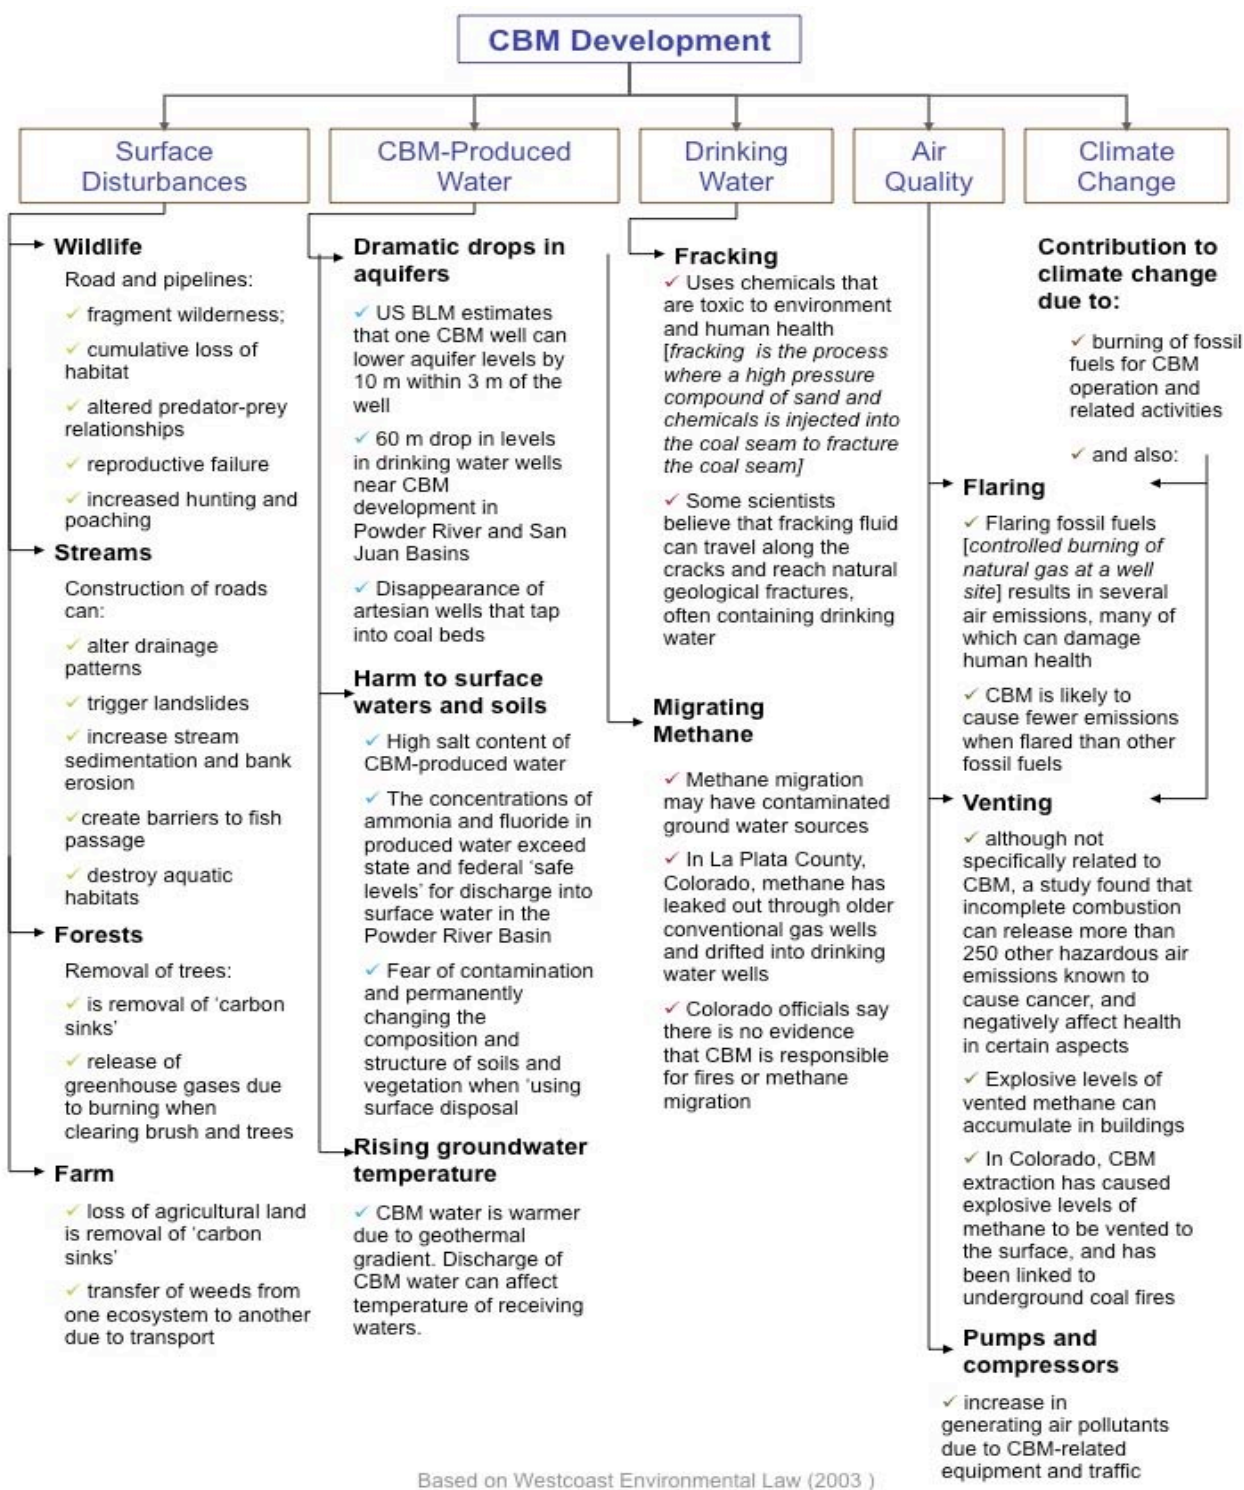 CBM Development
Surface
Disturbances
CBM-Produced
Water
Drinking
Water
Air
Quality
Climate
Change
Wildlife
Road and pipelines:
✓ fragment wilderness;
✓ cumulative loss of
habitat
✓ altered predator-prey
relationships
✓ reproductive failure
✓ increased hunting and
poaching
Streams
Construction of roads
can:
✓ alter drainage
patterns
✓ trigger landslides
✓ increase stream
sedimentation and bank
erosion
✓create barriers to fish
passage
✓ destroy aquatic
habitats
Forests
Removal of trees:
✓ is removal of ‘carbon
sinks’
✓ release of
greenhouse gases due
to burning when
clearing brush and trees
Farm
✓ loss of agricultural land
is removal of ‘carbon
sinks’
✓ transfer of weeds from
one ecosystem to another
due to transport
Dramatic drops in
aquifers
✓ US BLM estimates
that one CBM well can
lower aquifer levels by
10 m within 3 m of the
well
✓ 60 m drop in levels
in drinking water wells
near CBM
development in
Powder River and San
Juan Basins
✓ Disappearance of
artesian wells that tap
into coal beds
Harm to surface
waters and soils
✓ High salt content of
CBM-produced water
✓ The concentrations of
ammonia and fluoride in
produced water exceed
state and federal ‘safe
levels’ for discharge into
surface water in the
Powder River Basin
✓ Fear of contamination
and permanently
changing the
composition and
structure of soils and
vegetation when ‘using
surface disposal
Rising groundwater
temperature
✓ CBM water is warmer
due to geothermal
gradient. Discharge of
CBM water can affect
temperature of receiving
waters.
Fracking
✓ Uses chemicals that
are toxic to environment
and human health
[fracking is the process
where a high pressure
compound of sand and
chemicals is injected into
the coal seam to fracture
the coal seam]
✓ Some scientists
believe that fracking fluid
can travel along the
cracks and reach natural
geological fractures,
often containing drinking
water
Migrating
Methane
✓ Methane migration
may have contaminated
ground water sources
✓ In La Plata County,
Colorado, methane has
leaked out through older
conventional gas wells
and drifted into drinking
water wells
✓ Colorado officials say
there is no evidence
that CBM is responsible
for fires or methane
migration
Contribution to
climate change
due to:
✓ burning of fossil
fuels for CBM
operation and
related activities
✓ and also:
Flaring
✓ Flaring fossil fuels
[controlled burning of
natural gas at a well
site] results in several
air emissions, many of
which can damage
human health
✓ CBM is likely to
cause fewer emissions
when flared than other
fossil fuels
Venting
✓ although not
specifically related to
CBM, a study found that
incomplete combustion
can release more than
250 other hazardous air
emissions known to
cause cancer, and
negatively affect health
in certain aspects
✓ Explosive levels of
vented methane can
accumulate in buildings
✓ In Colorado, CBM
extraction has caused
explosive levels of
methane to be vented to
the surface, and has
been linked to
underground coal fires
Pumps and
compressors
✓ increase in
generating air pollutants
due to CBM-related
equipment and traffic
Based on Westcoast Environmental Law (2003 )